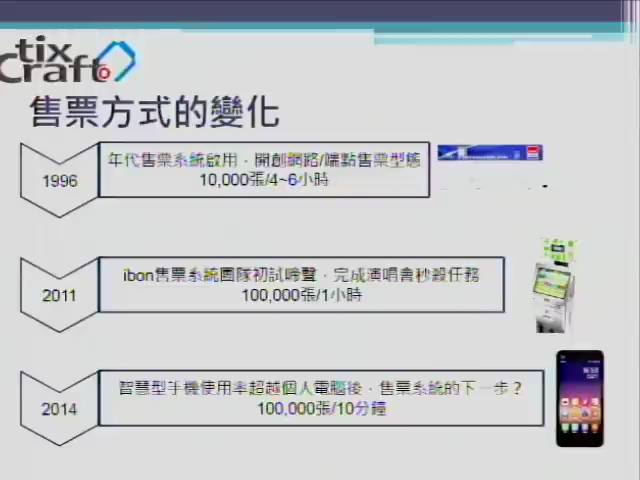 tix
Craft
售票方式的變化
1996
年代售票系統啟用，開創網路/端點售票型態
10,000張/4~6小時
2011
ibon售票系統團隊初試啼聲，完成演唱會秒殺任務
100,000張/1小時
2014
智慧型手機使用率超越個人電腦後，售票系統的下一步？
100,000張/10分鐘